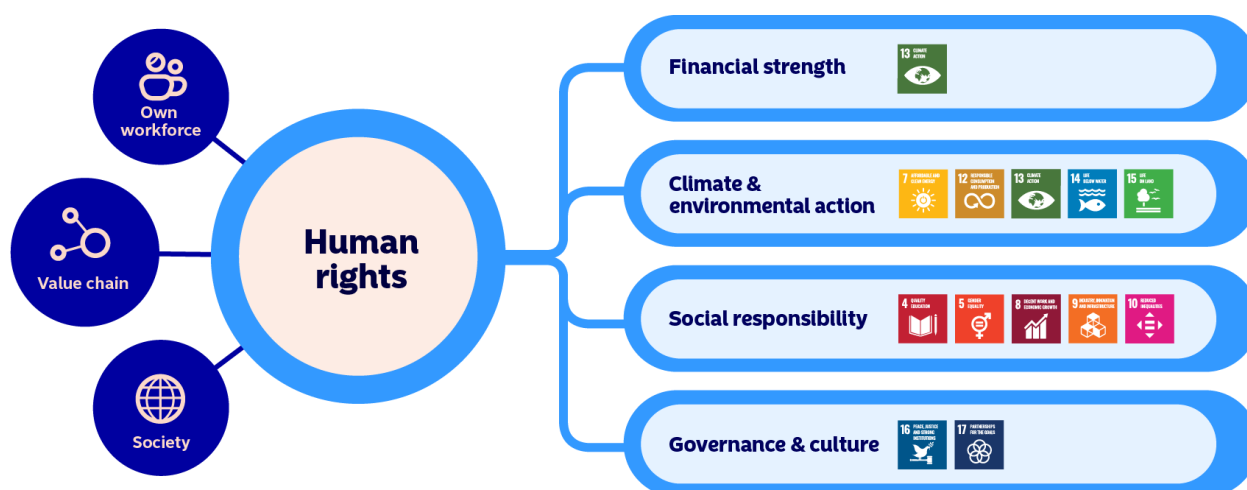 Own
workforce
Value chain
Society
Human
rights
Financial strength
13 CLIMATE
ACTION
Climate &
environmental action
7 AFFORDABLE AND
CLEAN ENERGY
12 RESPONSIBLE
CONSUMPTION
AND PRODUCTION
13 CLIMATE
ACTION
14 LIFE
BELOW WATER
15 LIFE
ON LAND
Social responsibility
4 QUALITY
EDUCATION
5 GENDER
EQUALITY
8 DECENT WORK AND
ECONOMIC GROWTH
9 INDUSTRY, INNOVATION
AND INFRASTRUCTURE
10 REDUCED
INEQUALITIES
Governance & culture
16 PEACE, JUSTICE
AND STRONG
INSTITUTIONS
17 PARTNERSHIPS
FOR THE GOALS